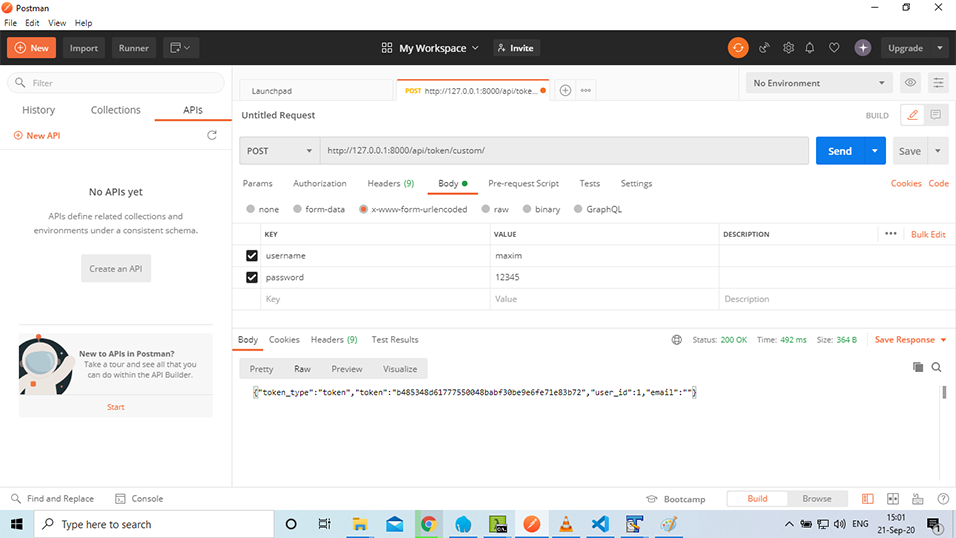 Postman
File Edit View Help
New Import Runner My Workspace Invite Upgrade
Filter
History Collections APIs
New API
No APIs yet
APIs define related collections and
environments under a consistent schema.
Create an API
New to APIs in Postman?
Take a tour and see all that you
can do within the API Builder.
Start
Launchpad POST http://127.0.0.1:8000/api/toke...
No Environment
Untitled Request BUILD
POST http://127.0.0.1:8000/api/token/custom/ Send Save
Params Authorization Headers (9) Body Pre-request Script Tests Settings Cookies Code
none form-data x-www-form-urlencoded raw binary GraphQL
KEY VALUE DESCRIPTION Bulk Edit
username maxim
password 12345
Key Value Description
Body Cookies Headers (9) Test Results Status: 200 OK Time: 492 ms Size: 364 B Save Response
Pretty Raw Preview Visualize
{"token_type":"token","token":"b485348d61777550048babf30be9e6fe71e83b72","user_id":1,"email":""}
Find and Replace Console Bootcamp Build Browse
Type here to search ENG 15:01
21-Sep-20
1